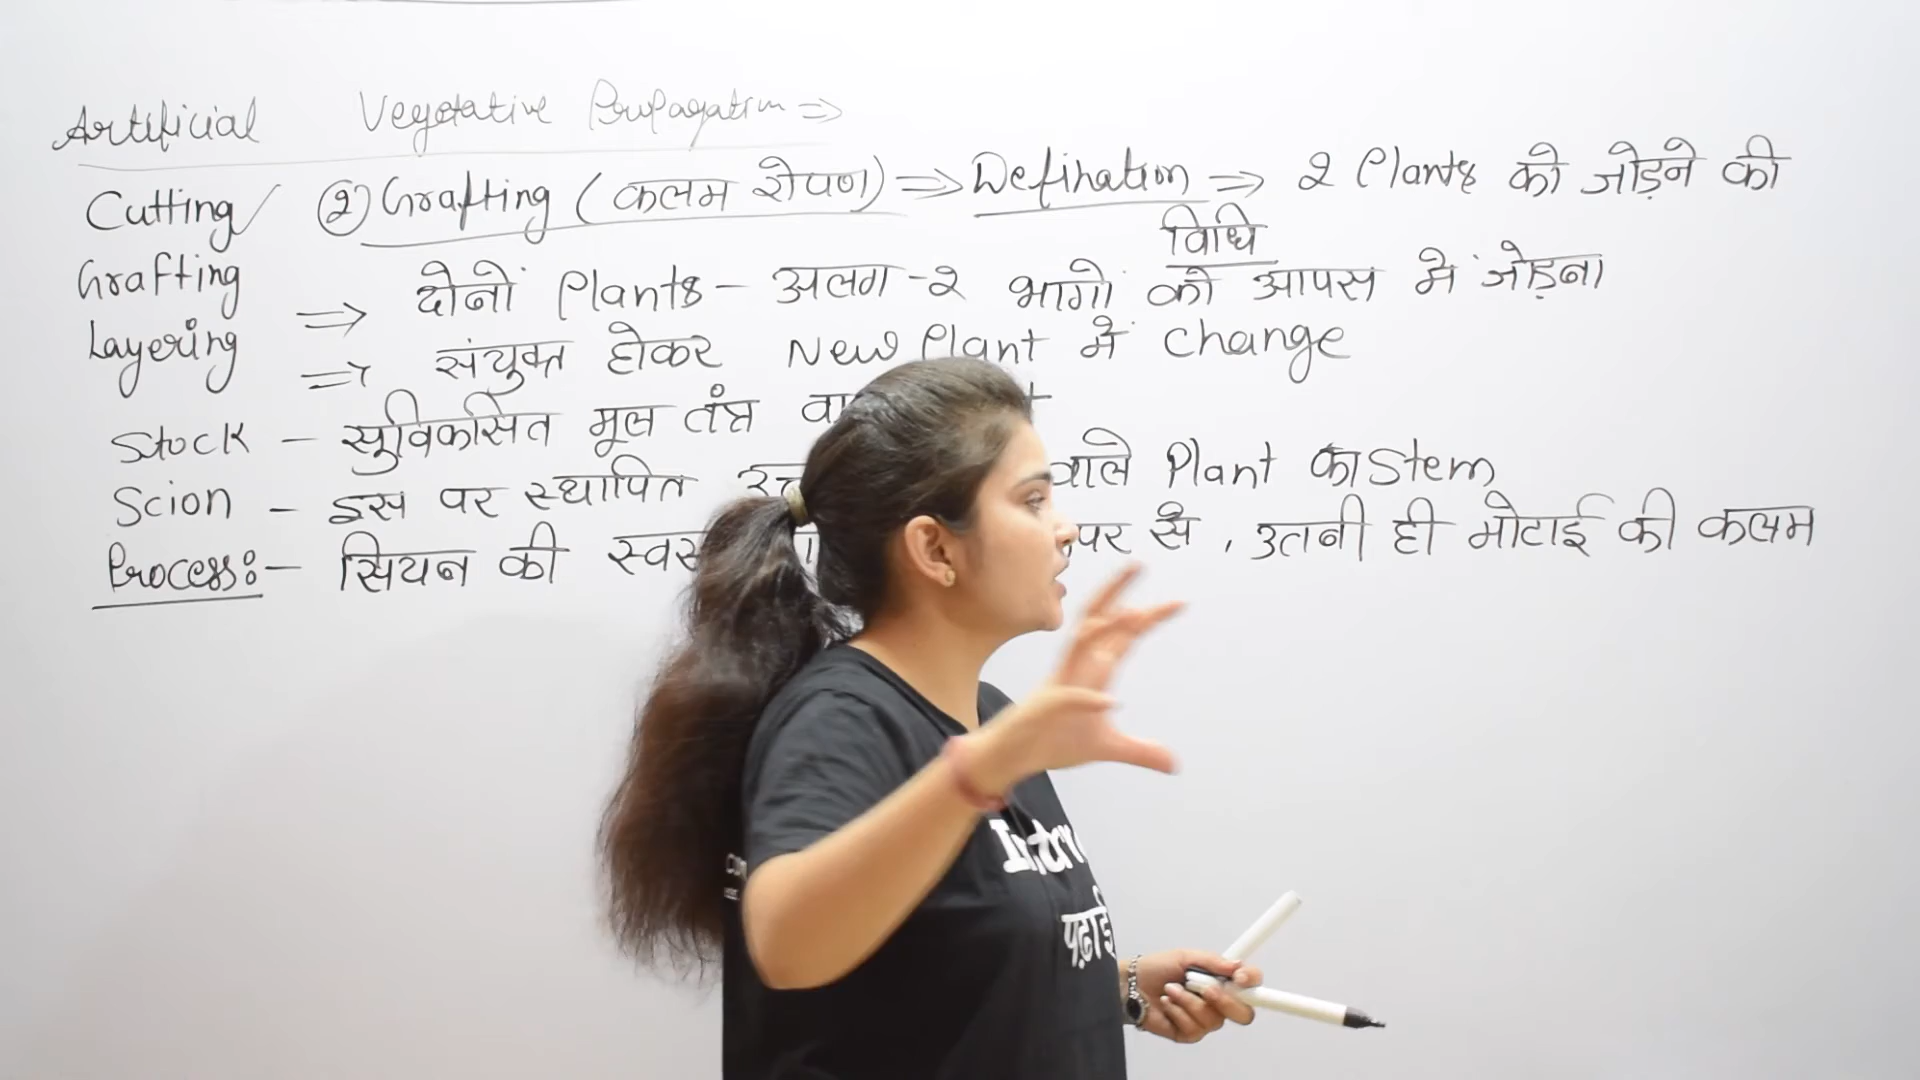 Artificial Vegetative Propagation ⇒
Cutting ✓ ② Grafting (कलम रोपण) ⇒ Defination ⇒ 2 Plants को जोड़ने की
विधि
Grafting ⇒ दोनों Plants - अलग-2 भागों को आपस में जोड़ना
Layering ⇒ संयुक्त होकर New Plant में change
Stock - सुविकसित मूल तंत्र
Scion - इस पर स्थापित वाले Plant का Stem
Process:- सियन की से, उतनी ही मोटाई की कलम
पढ़ाई